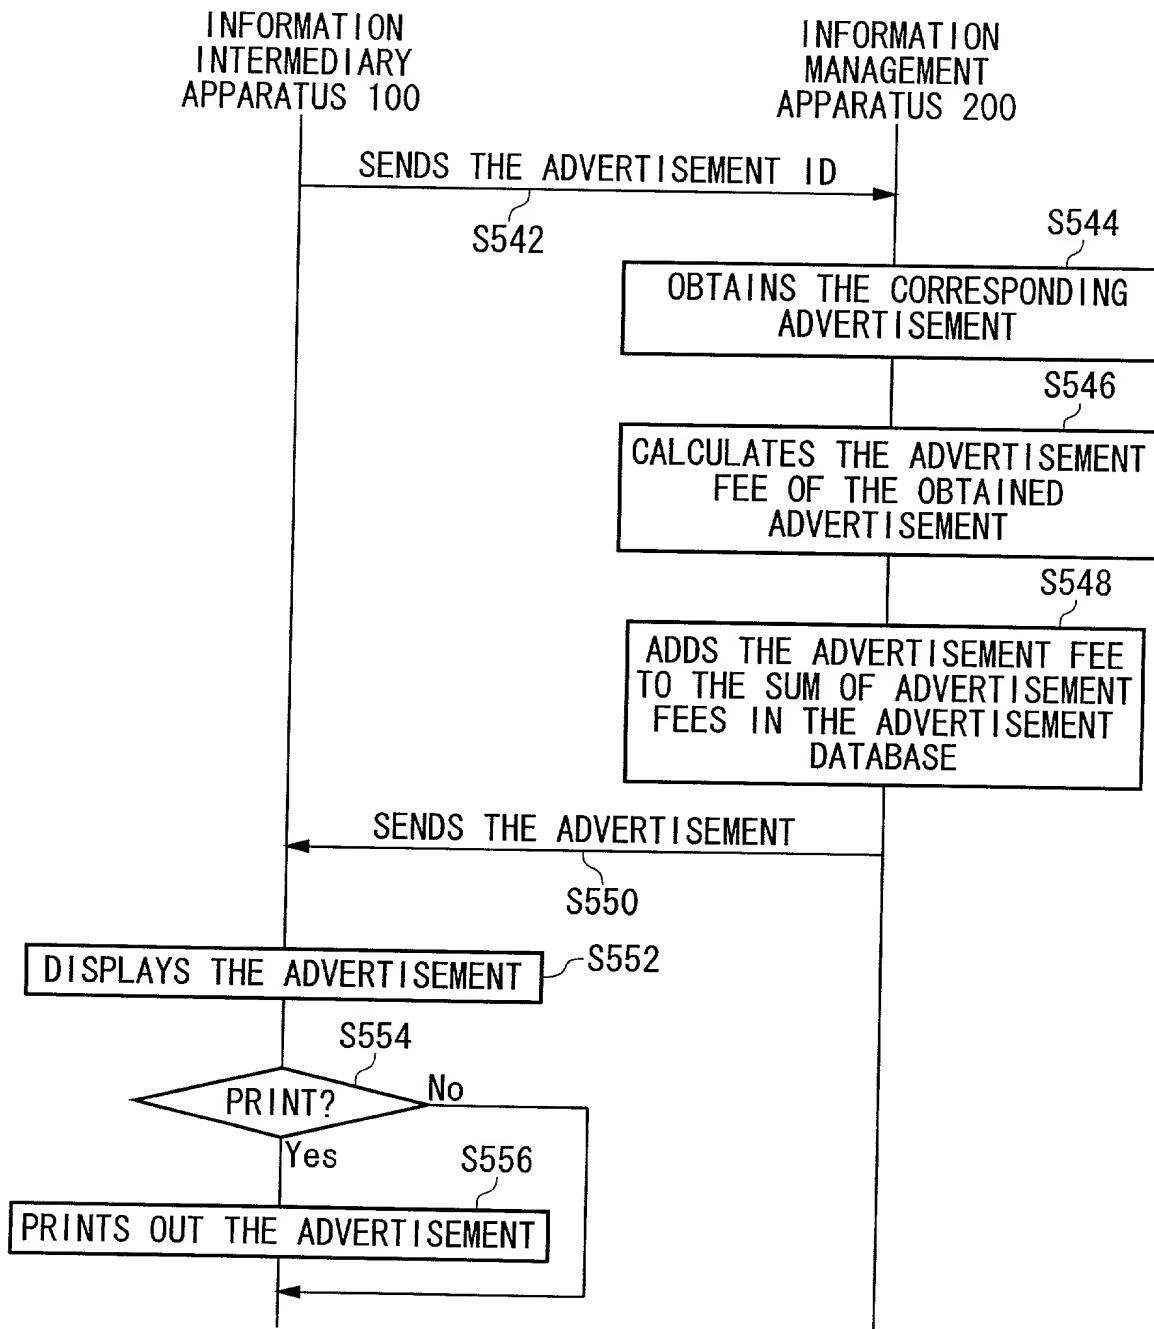 INFORMATION
INTERMEDIARY
APPARATUS 100
INFORMATION
MANAGEMENT
APPARATUS 200
SENDS THE ADVERTISEMENT ID
S542
S544
OBTAINS THE CORRESPONDING
ADVERTISEMENT
S546
CALCULATES THE ADVERTISEMENT
FEE OF THE OBTAINED
ADVERTISEMENT
S548
ADDS THE ADVERTISEMENT FEE
TO THE SUM OF ADVERTISEMENT
FEES IN THE ADVERTISEMENT
DATABASE
SENDS THE ADVERTISEMENT
S550
DISPLAYS THE ADVERTISEMENT
S552
S554
PRINT?
No
Yes
S556
PRINTS OUT THE ADVERTISEMENT